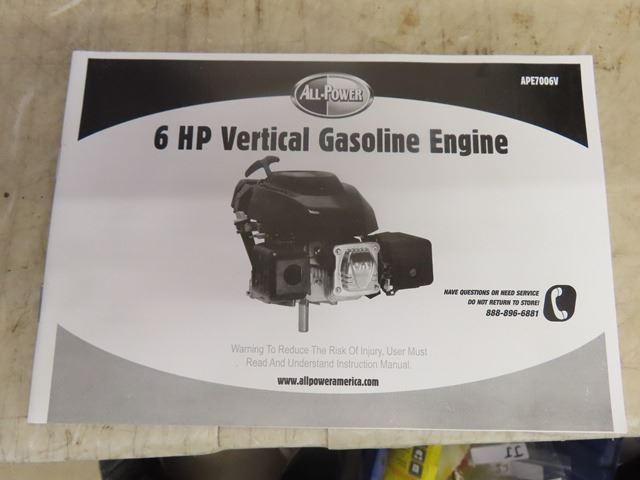 APE7006V
ALL-POWER
6 HP Vertical Gasoline Engine
HAVE QUESTIONS OR NEED SERVICE
DO NOT RETURN TO STORE!
888-896-6881
Warning To Reduce The Risk Of Injury, User Must
Read And Understand Instruction Manual.
www.allpoweramerica.com